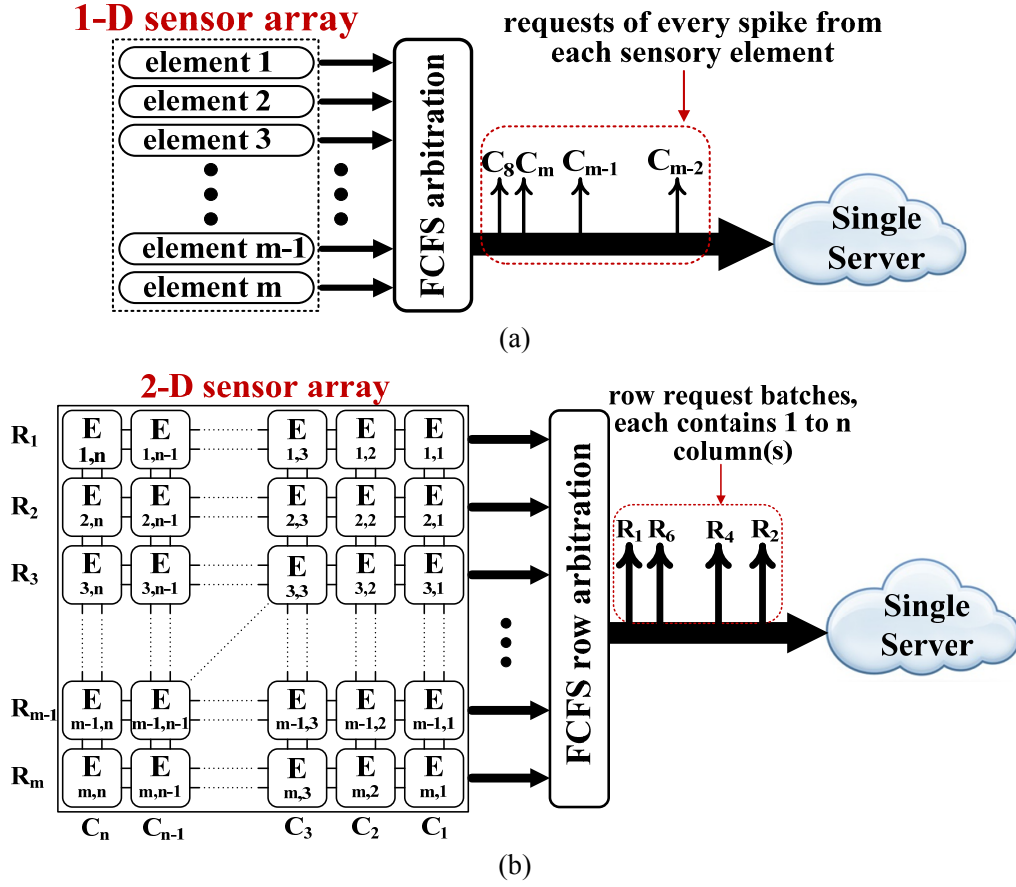 1-D sensor array
requests of every spike from
each sensory element
element 1
element 2
element 3
element m-1
element m
FCFS arbitration
C8 Cm Cm-1 Cm-2
Single
Server
(a)
2-D sensor array
row request batches,
each contains 1 to n
column(s)
R1 E 1,n E 1,n-1 E 1,3 E 1,2 E 1,1
R2 E 2,n E 2,n-1 E 2,3 E 2,2 E 2,1
R3 E 3,n E 3,n-1 E 3,3 E 3,2 E 3,1
Rm-1 E m-1,n E m-1,n-1 E m-1,3 E m-1,2 E m-1,1
Rm E m,n E m,n-1 E m,3 E m,2 E m,1
Cn Cn-1 C3 C2 C1
FCFS row arbitration
R1 R6 R4 R2
Single
Server
(b)